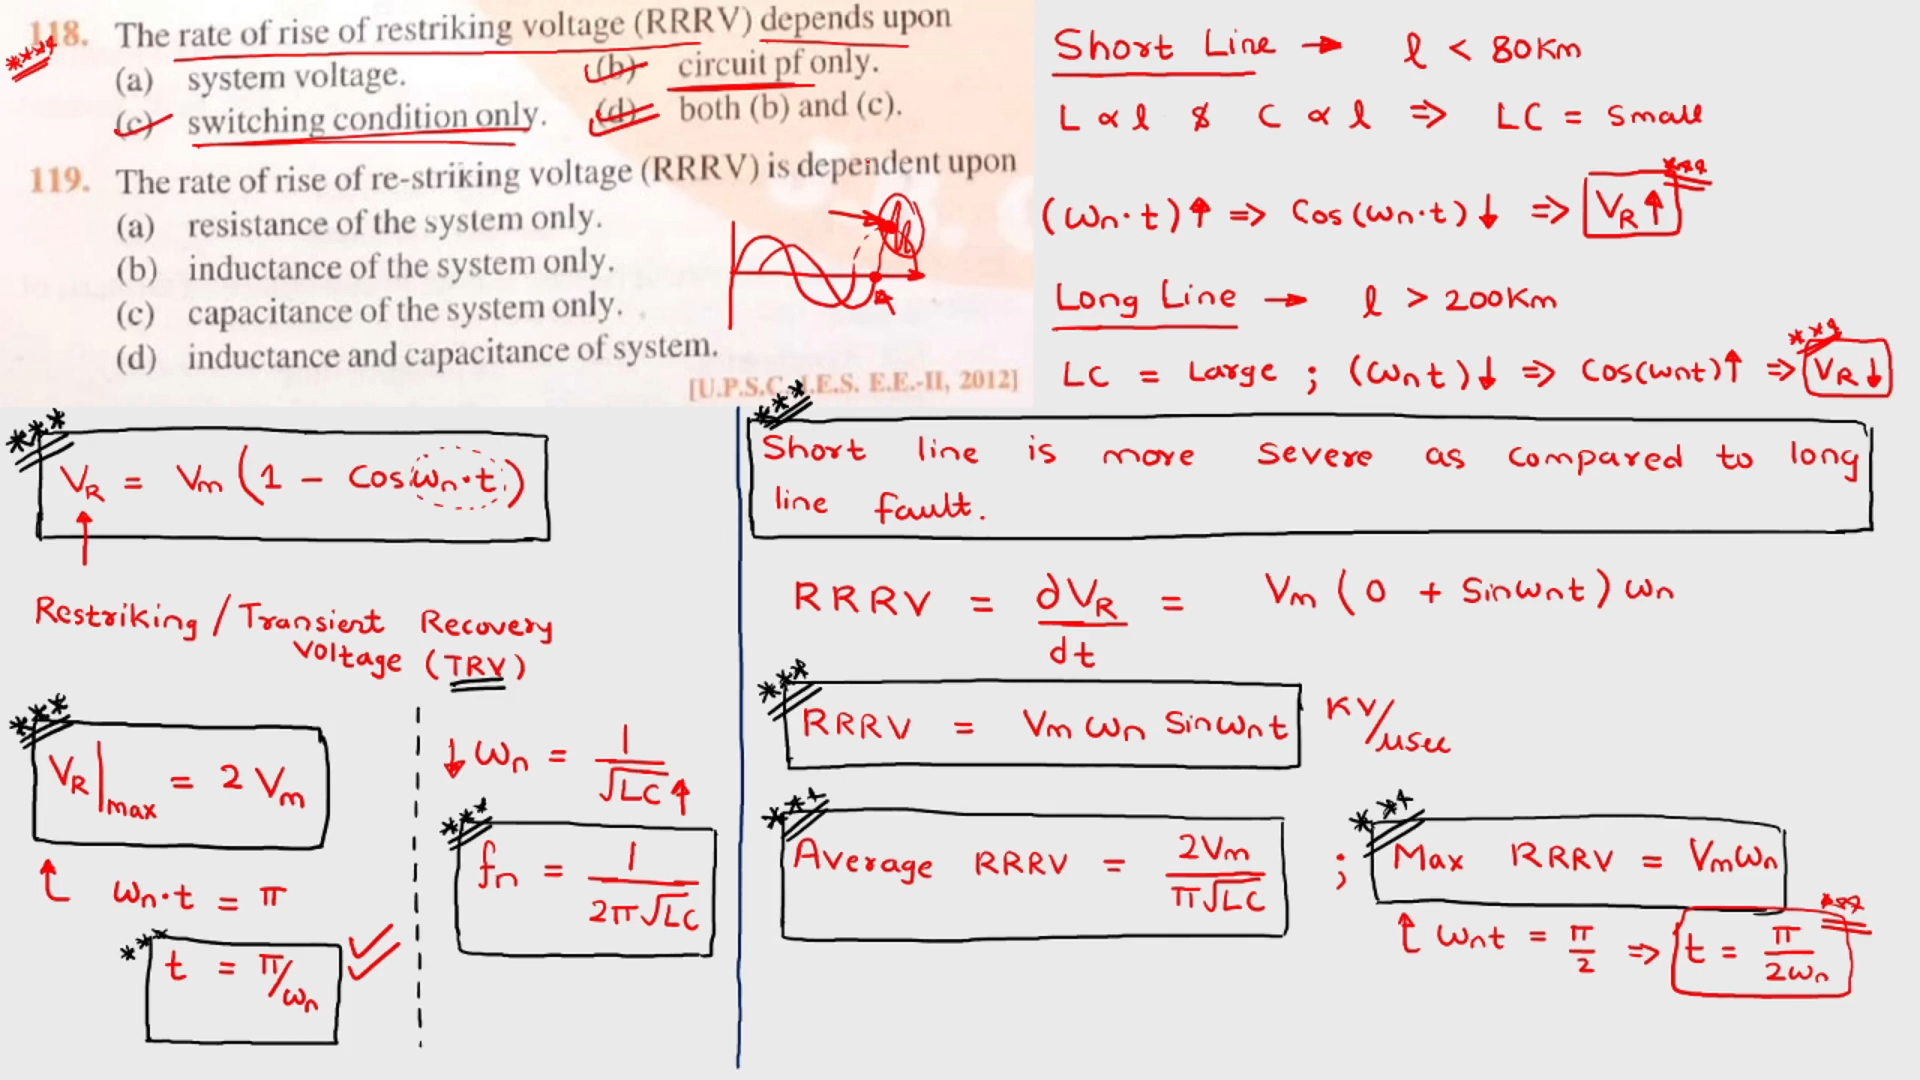 118. The rate of rise of restriking voltage (RRRV) depends upon
(a) system voltage. (b) circuit pf only.
(c) switching condition only. (d) both (b) and (c).
119. The rate of rise of re-striking voltage (RRRV) is dependent upon
(a) resistance of the system only.
(b) inductance of the system only.
(c) capacitance of the system only.
(d) inductance and capacitance of system.
[U.P.S.C. I.E.S. E.E.-II, 2012]
Short Line → l < 80Km
L ∝ l & C ∝ l ⇒ LC = Small
(ωn·t)↑ ⇒ Cos(ωn·t)↓ ⇒ VR↑
Long Line → l > 200Km
LC = Large ; (ωnt)↓ ⇒ Cos(ωnt)↑ ⇒ VR↓
VR = Vm (1 - Cos ωn·t)
Restriking / Transient Recovery
Voltage (TRV)
VR|max = 2 Vm
ωn·t = π
t = π/ωn
↓ωn = 1/√LC↑
fn = 1/2π√LC
Short line is more severe as compared to long
line fault.
RRRV = ∂VR/dt = Vm (0 + Sinωnt) ωn
RRRV = Vm ωn Sinωnt KV/μsec
Average RRRV = 2Vm/π√LC ; Max RRRV = Vmωn
↑ ωnt = π/2 ⇒ t = π/2ωn